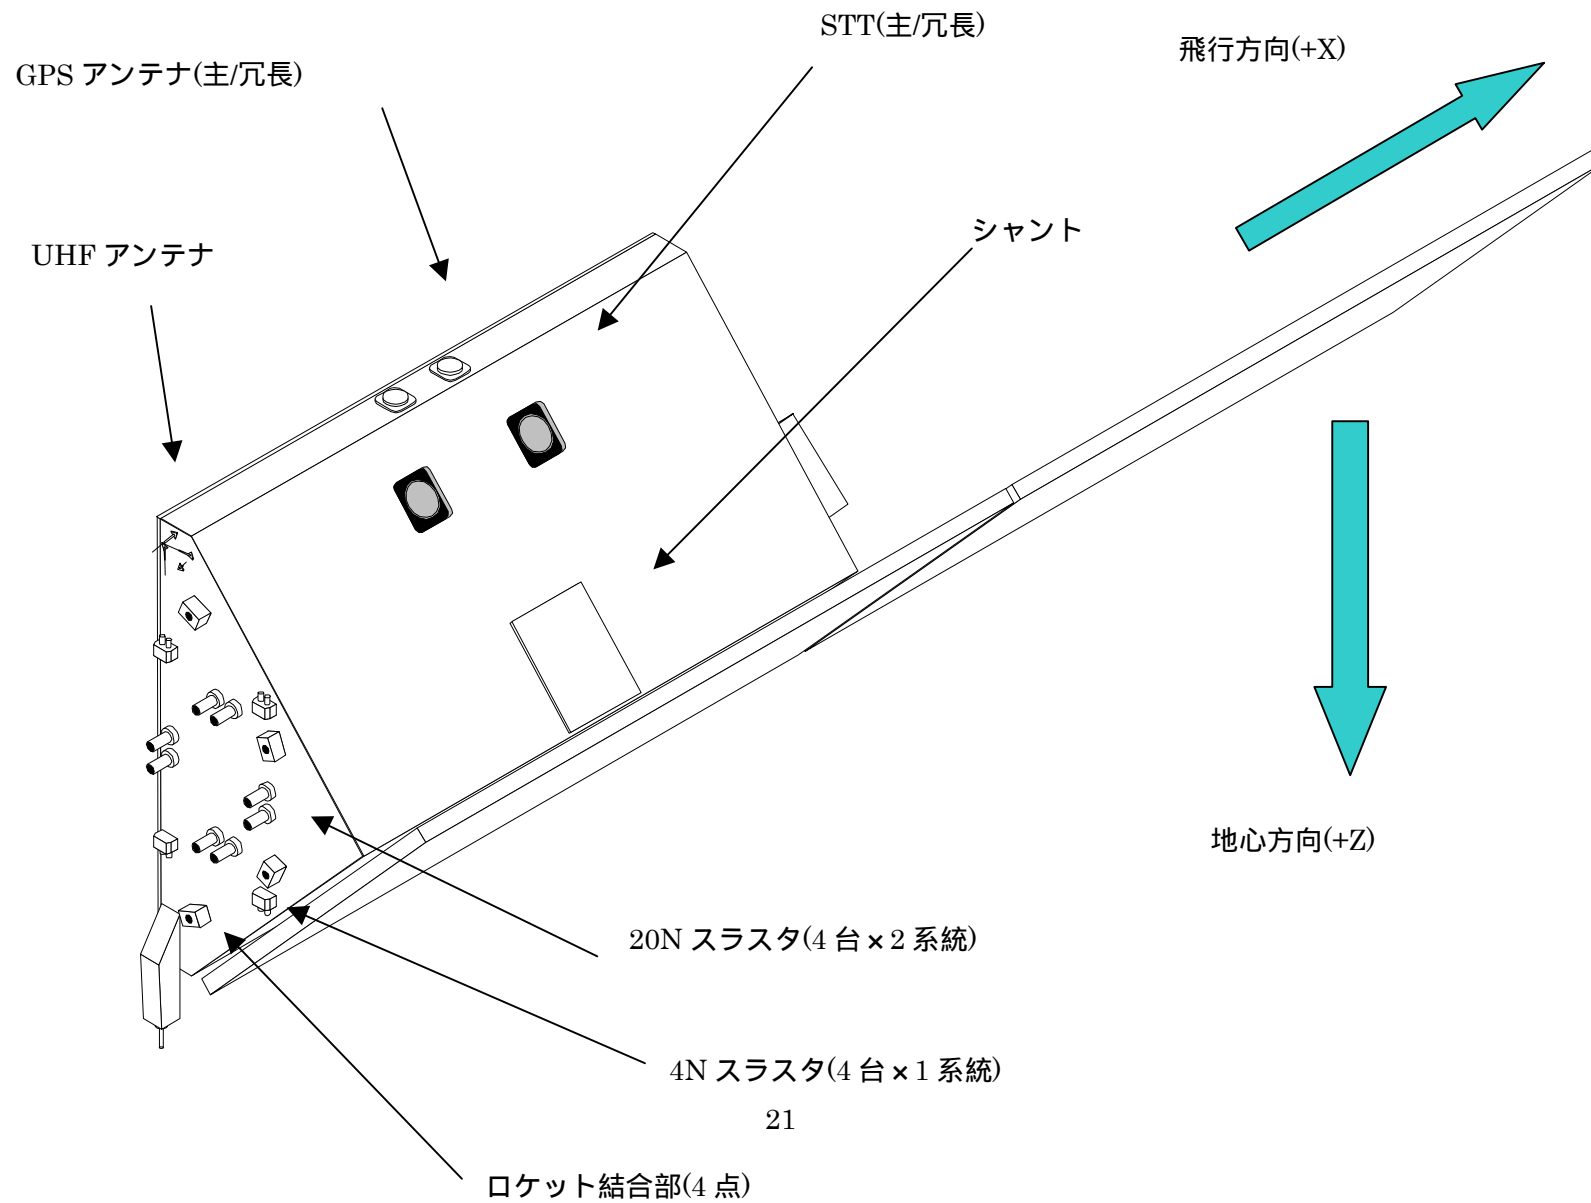 STT(主/冗長)
飛行方向(+X)
GPS アンテナ(主/冗長)
シャント
UHF アンテナ
地心方向(+Z)
20N スラスタ(4 台×2 系統)
4N スラスタ(4 台×1 系統)
21
ロケット結合部(4 点)